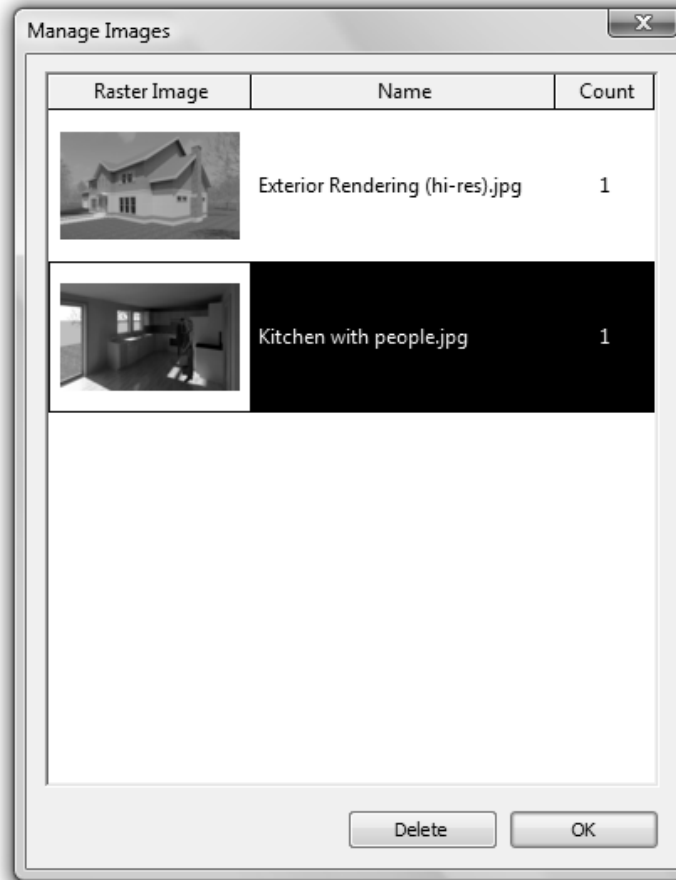 Manage Images
Raster Image Name Count
Exterior Rendering (hi-res).jpg 1
Kitchen with people.jpg 1
Delete OK